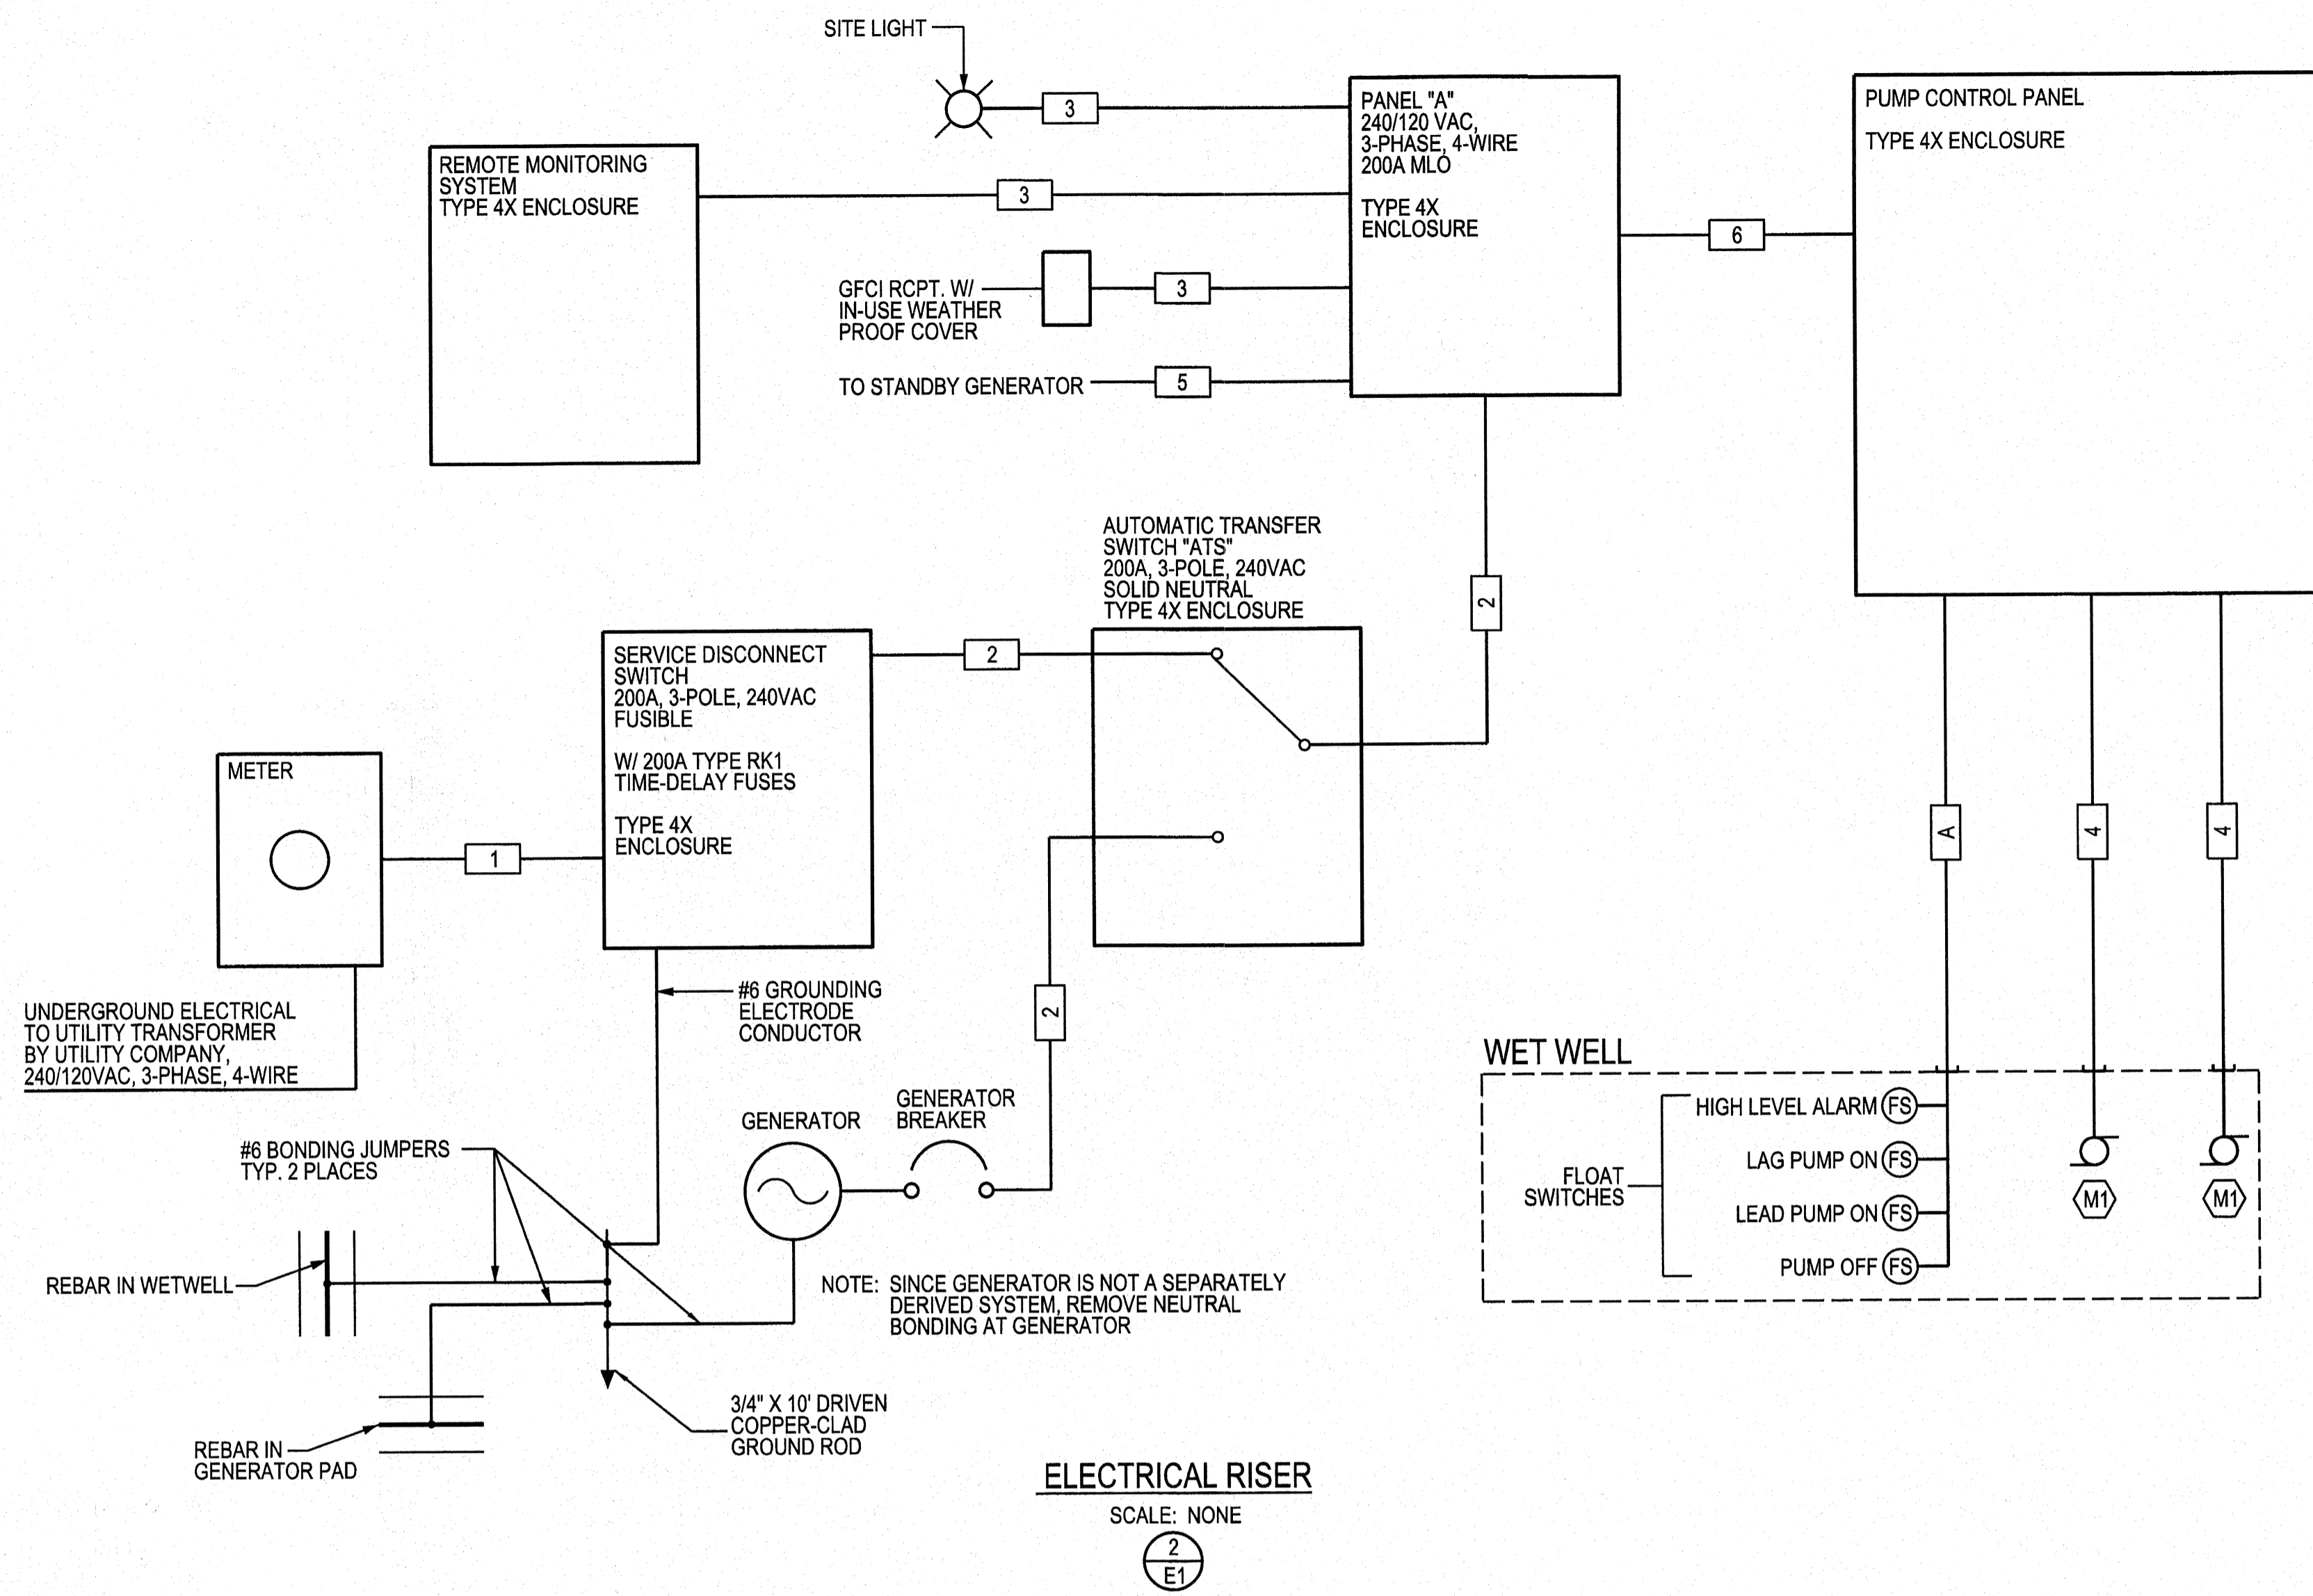 SITE LIGHT
3
PANEL "A"
240/120 VAC,
3-PHASE, 4-WIRE
200A MLO
TYPE 4X
ENCLOSURE
PUMP CONTROL PANEL
TYPE 4X ENCLOSURE
REMOTE MONITORING
SYSTEM
TYPE 4X ENCLOSURE
3
6
GFCI RCPT. W/
IN-USE WEATHER
PROOF COVER
3
TO STANDBY GENERATOR
5
AUTOMATIC TRANSFER
SWITCH "ATS"
200A, 3-POLE, 240VAC
SOLID NEUTRAL
TYPE 4X ENCLOSURE
2
SERVICE DISCONNECT
SWITCH
200A, 3-POLE, 240VAC
FUSIBLE
W/ 200A TYPE RK1
TIME-DELAY FUSES
TYPE 4X
ENCLOSURE
2
METER
1
A
4
4
UNDERGROUND ELECTRICAL
TO UTILITY TRANSFORMER
BY UTILITY COMPANY,
240/120VAC, 3-PHASE, 4-WIRE
#6 GROUNDING
ELECTRODE
CONDUCTOR
2
GENERATOR
GENERATOR
BREAKER
#6 BONDING JUMPERS
TYP. 2 PLACES
REBAR IN WETWELL
NOTE: SINCE GENERATOR IS NOT A SEPARATELY
DERIVED SYSTEM, REMOVE NEUTRAL
BONDING AT GENERATOR
WET WELL
FLOAT
SWITCHES
HIGH LEVEL ALARM FS
LAG PUMP ON FS
LEAD PUMP ON FS
PUMP OFF FS
M1
M1
REBAR IN
GENERATOR PAD
3/4" X 10' DRIVEN
COPPER-CLAD
GROUND ROD
ELECTRICAL RISER
SCALE: NONE
2
E1